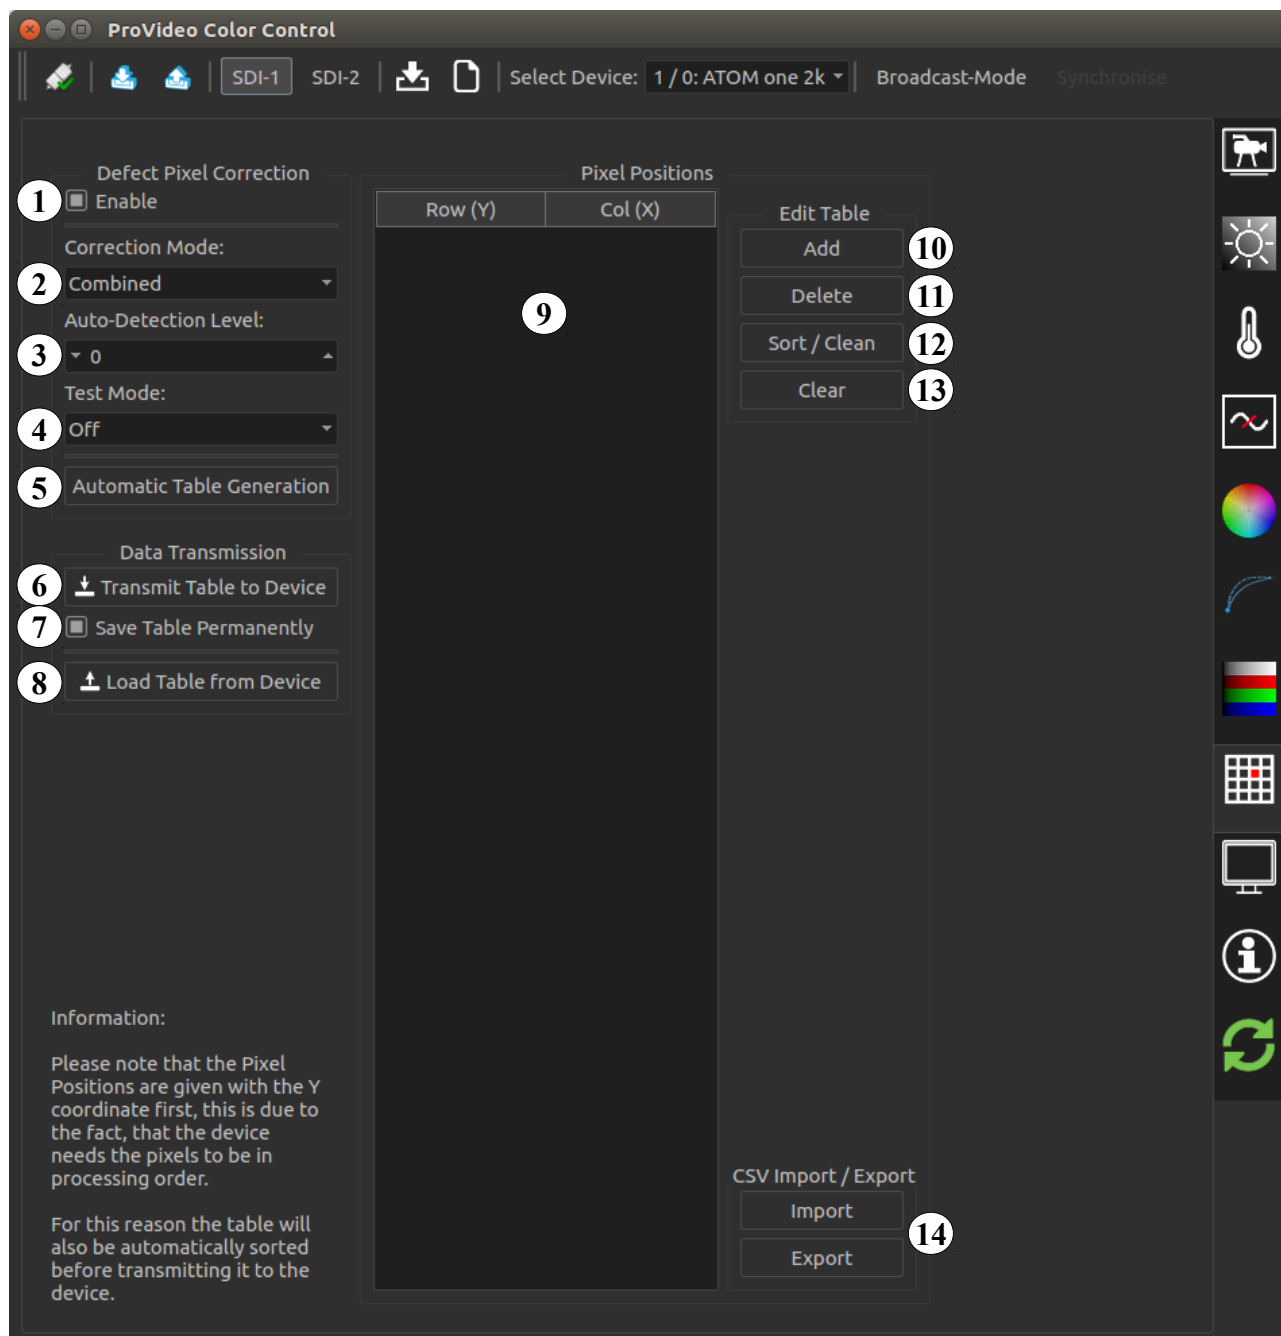 ProVideo Color Control
SDI-1 SDI-2 Select Device: 1 / 0: ATOM one 2k Broadcast-Mode Synchronise
Defect Pixel Correction
1 Enable
Correction Mode:
2 Combined
Auto-Detection Level:
3 0
Test Mode:
4 Off
5 Automatic Table Generation
Data Transmission
6 Transmit Table to Device
7 Save Table Permanently
8 Load Table from Device
Information:
Please note that the Pixel
Positions are given with the Y
coordinate first, this is due to
the fact, that the device
needs the pixels to be in
processing order.
For this reason the table will
also be automatically sorted
before transmitting it to the
device.
Pixel Positions
Row (Y) Col (X)
9
Edit Table
Add 10
Delete 11
Sort / Clean 12
Clear 13
CSV Import / Export
Import
14
Export